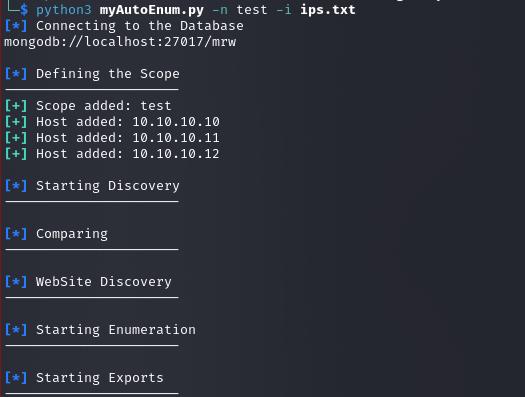 └─$ python3 myAutoEnum.py -n test -i ips.txt
[*] Connecting to the Database
mongodb://localhost:27017/mrw
[*] Defining the Scope
[+] Scope added: test
[+] Host added: 10.10.10.10
[+] Host added: 10.10.10.11
[+] Host added: 10.10.10.12
[*] Starting Discovery
[*] Comparing
[*] WebSite Discovery
[*] Starting Enumeration
[*] Starting Exports